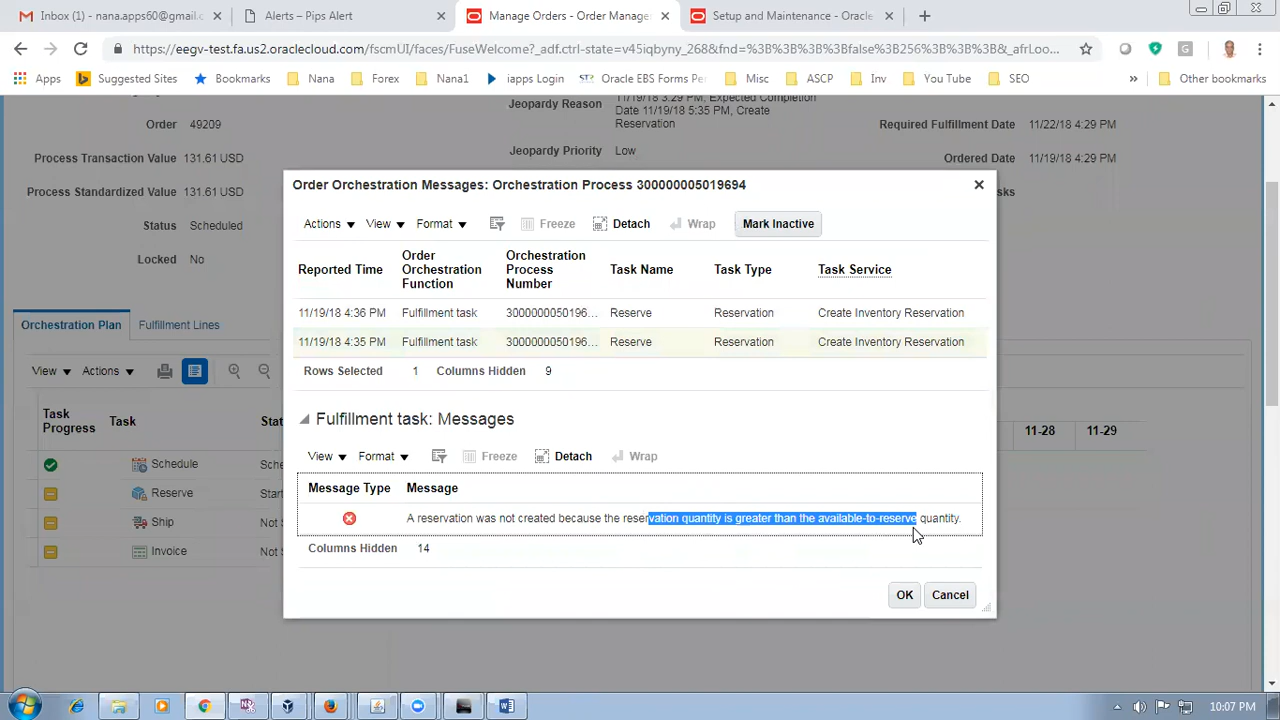 Inbox (1) - nana.apps60@gmail.c
Alerts – Pips Alert
Manage Orders - Order Manage
Setup and Maintenance - Oracle
https://eegv-test.fa.us2.oraclecloud.com/fscmUI/faces/FuseWelcome?_adf.ctrl-state=v45iqbyny_268&fnd=%3B%3B%3B%3Bfalse%3B256%3B%3B%3B&_afrLoo...
Apps
Suggested Sites
Bookmarks
Nana
Forex
Nana1
iapps Login
Oracle EBS Forms Pe
Misc
ASCP
Inv
You Tube
SEO
Other bookmarks
Jeopardy Reason
11/19/18 3:29 PM, Expected Completion
Date 11/19/18 5:35 PM, Create
Reservation
Order 49209
Required Fulfillment Date 11/22/18 4:29 PM
Process Transaction Value 131.61 USD
Jeopardy Priority Low
Ordered Date 11/19/18 4:29 PM
Process Standardized Value 131.61 USD
Status Scheduled
Locked No
Order Orchestration Messages: Orchestration Process 300000005019694
Actions View Format Freeze Detach Wrap Mark Inactive
Reported Time
Order Orchestration Function
Orchestration Process Number
Task Name
Task Type
Task Service
11/19/18 4:36 PM Fulfillment task 3000000050196... Reserve Reservation Create Inventory Reservation
11/19/18 4:35 PM Fulfillment task 3000000050196... Reserve Reservation Create Inventory Reservation
Rows Selected 1 Columns Hidden 9
Fulfillment task: Messages
View Format Freeze Detach Wrap
Message Type Message
A reservation was not created because the reservation quantity is greater than the available-to-reserve quantity.
Columns Hidden 14
OK Cancel
Orchestration Plan
Fulfillment Lines
View Actions
Task Progress
Task
11-28
11-29
Schedule
Reserve
Ship
Invoice
10:07 PM